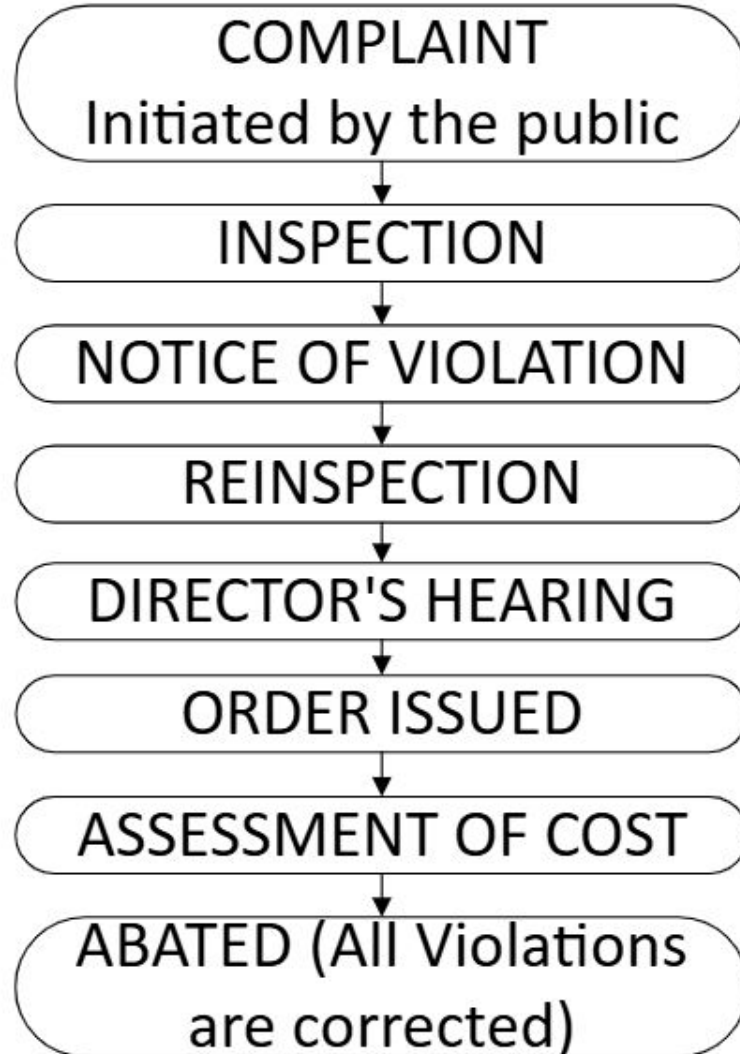 COMPLAINT
Initiated by the public
INSPECTION
NOTICE OF VIOLATION
REINSPECTION
DIRECTOR'S HEARING
ORDER ISSUED
ASSESSMENT OF COST
ABATED (All Violations
are corrected)